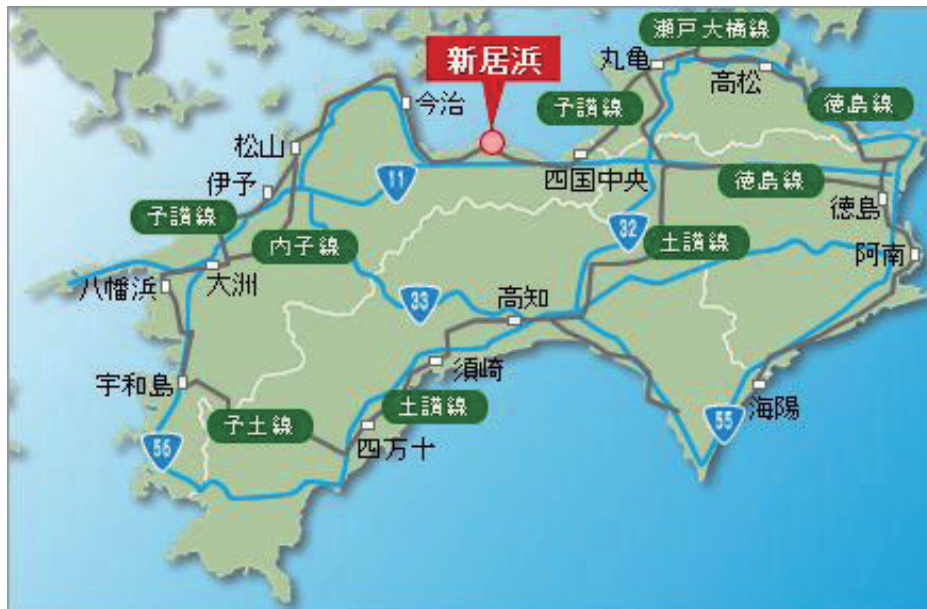 瀬戸大橋線
新居浜
丸亀
高松
今治
子讃線
徳島線
松山
四国中央
11
徳島線
伊予
徳島
子讃線
内子線
32
土讃線
阿南
八幡浜
大洲
33
高知
宇和島
須崎
海陽
子土線
土讃線
四万十
55
56